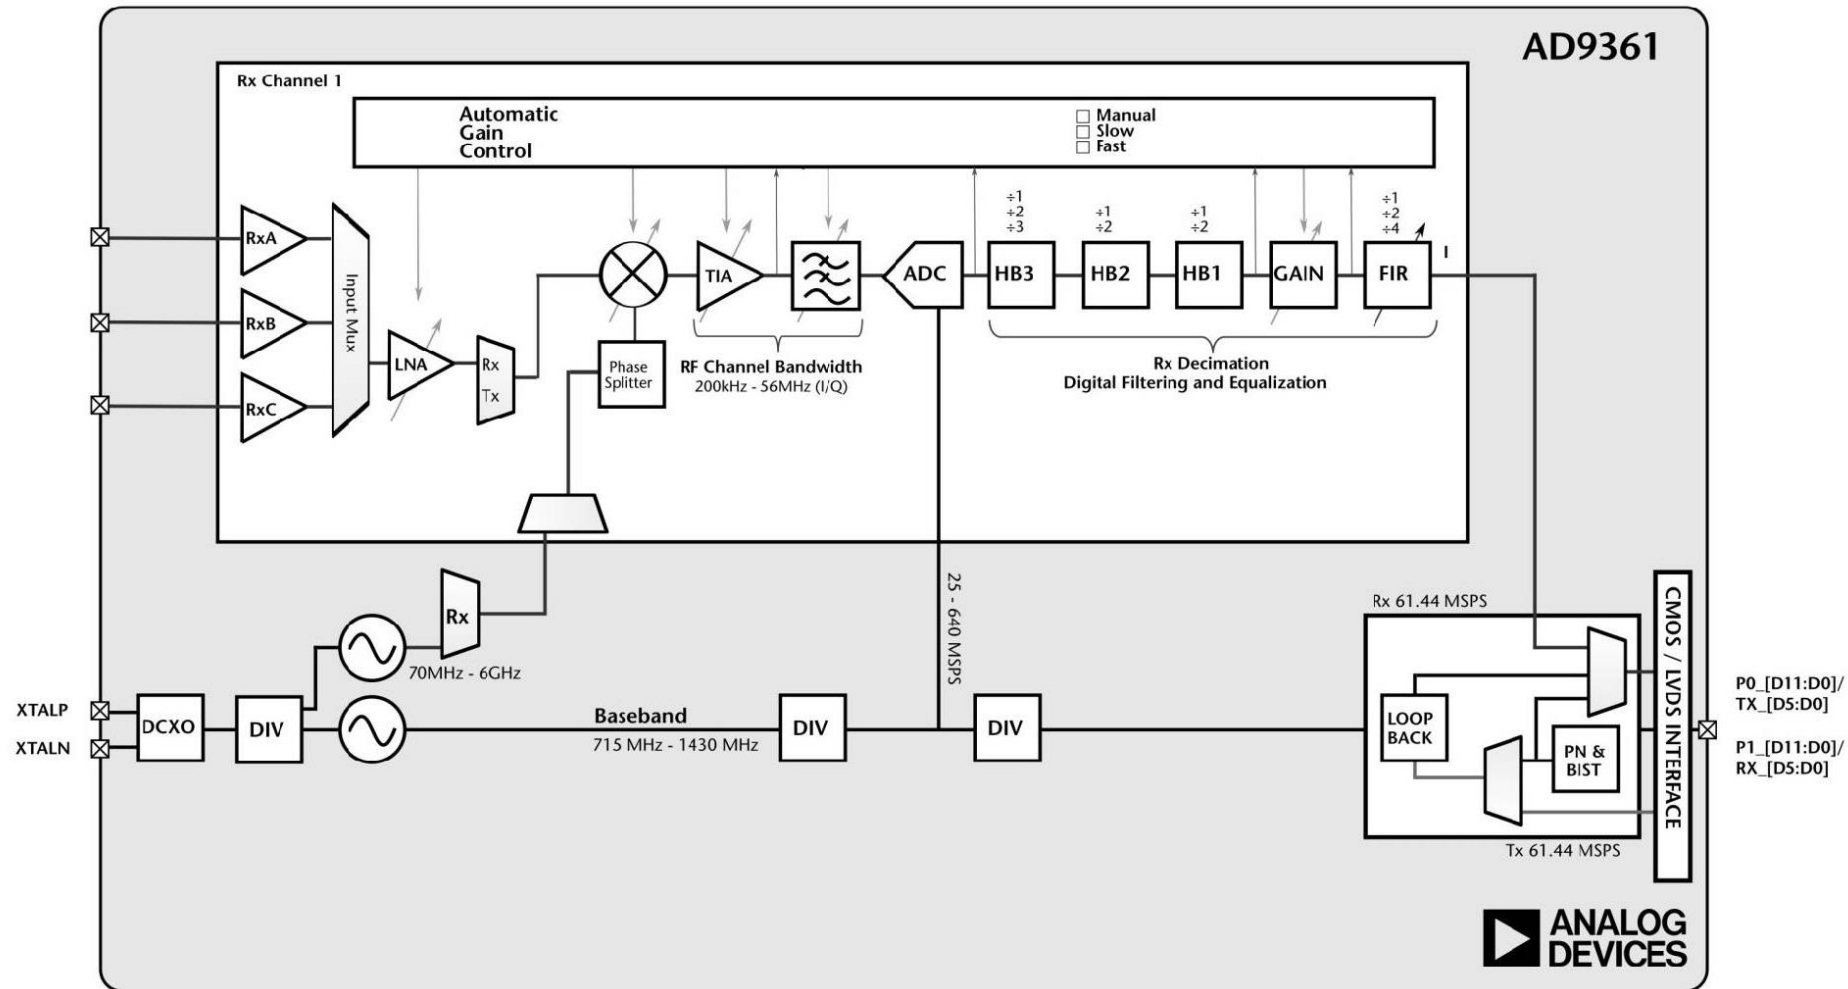 AD9361
Rx Channel 1
Automatic
Gain
Control
Manual
Slow
Fast
÷1
÷2
÷3
÷1
÷2
÷1
÷2
÷1
÷2
÷4
RxA
RxB
RxC
Input Mux
LNA
Rx
Tx
TIA
ADC
HB3
HB2
HB1
GAIN
FIR
I
Phase
Splitter
RF Channel Bandwidth
200kHz - 56MHz (I/Q)
Rx Decimation
Digital Filtering and Equalization
25 - 640 MSPS
Rx
70MHz - 6GHz
XTALP
XTALN
DCXO
DIV
Baseband
715 MHz - 1430 MHz
DIV
DIV
Rx 61.44 MSPS
LOOP
BACK
PN &
BIST
Tx 61.44 MSPS
CMOS / LVDS INTERFACE
P0_[D11:D0]/
TX_[D5:D0]
P1_[D11:D0]/
RX_[D5:D0]
ANALOG
DEVICES